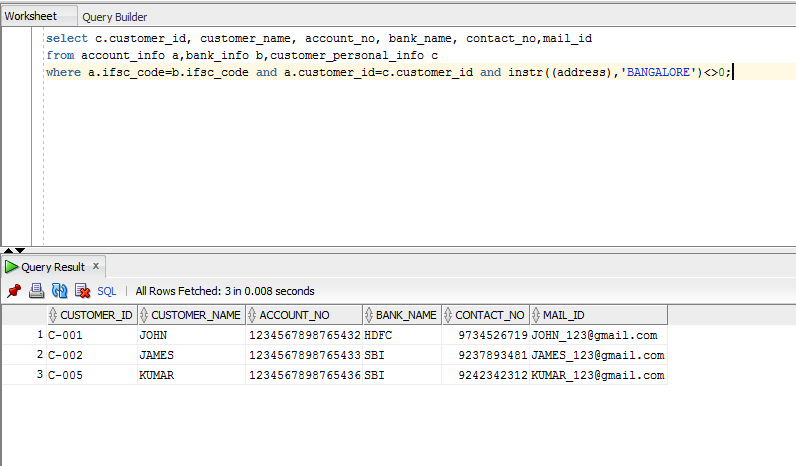 Worksheet Query Builder
select c.customer_id, customer_name, account_no, bank_name, contact_no,mail_id
from account_info a,bank_info b,customer_personal_info c
where a.ifsc_code=b.ifsc_code and a.customer_id=c.customer_id and instr((address),'BANGALORE')<>0;
Query Result x
SQL | All Rows Fetched: 3 in 0.008 seconds
CUSTOMER_ID CUSTOMER_NAME ACCOUNT_NO BANK_NAME CONTACT_NO MAIL_ID
1 C-001 JOHN 1234567898765432 HDFC 9734526719 JOHN_123@gmail.com
2 C-002 JAMES 1234567898765433 SBI 9237893481 JAMES_123@gmail.com
3 C-005 KUMAR 1234567898765436 SBI 9242342312 KUMAR_123@gmail.com